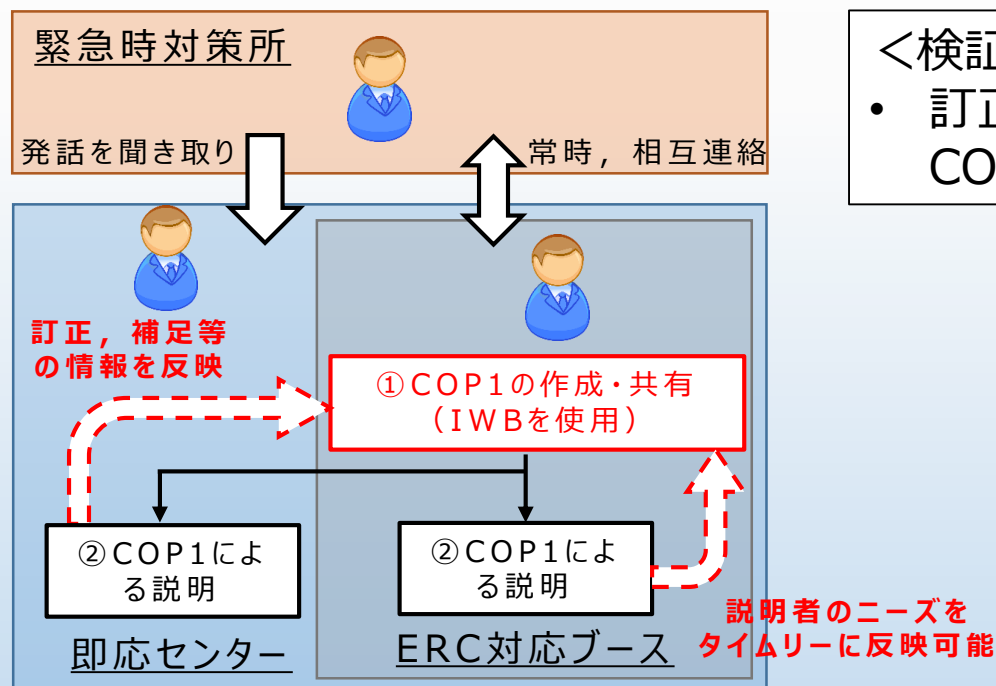 緊急時対策所
発話を聞き取り
常時，相互連絡
＜検証
• 訂正
CO
訂正，補足等
の情報を反映
①COP1の作成・共有
（IWBを使用）
②COP1によ
る説明
②COP1によ
る説明
即応センター
ERC対応ブース
説明者のニーズを
タイムリーに反映可能